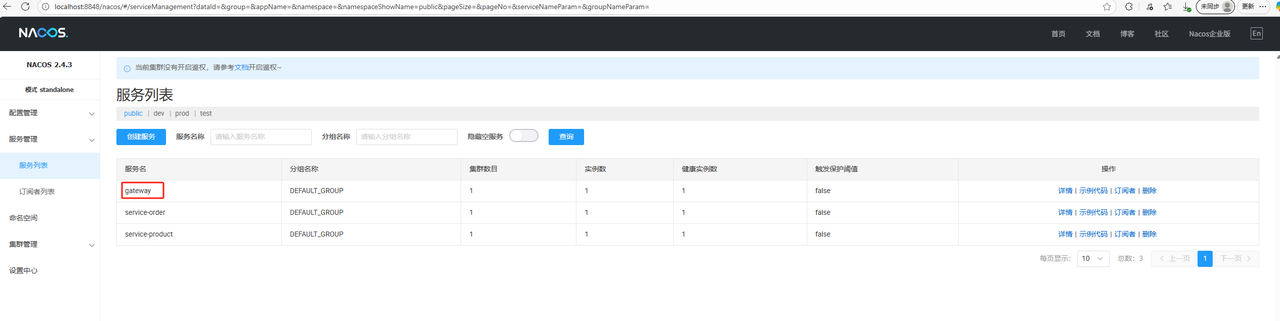 localhost:8848/nacos/#/serviceManagement?dataId=&group=&appName=&namespace=&namespaceShowName=public&pageSize=&pageNo=&serviceNameParam=&groupNameParam=
未同步 更新
NACOS. 首页 文档 博客 社区 Nacos企业版 En
NACOS 2.4.3
模式 standalone
配置管理
服务管理
服务列表
订阅者列表
命名空间
集群管理
设置中心
当前集群没有开启鉴权，请参考文档开启鉴权~
服务列表
public | dev | prod | test
创建服务 服务名称 请输入服务名称 分组名称 请输入分组名称 隐藏空服务 查询
服务名 分组名称 集群数目 实例数 健康实例数 触发保护阈值 操作
gateway DEFAULT_GROUP 1 1 1 false 详情 | 示例代码 | 订阅者 | 删除
service-order DEFAULT_GROUP 1 1 1 false 详情 | 示例代码 | 订阅者 | 删除
service-product DEFAULT_GROUP 1 1 1 false 详情 | 示例代码 | 订阅者 | 删除
每页显示: 10 总数: 3 上一页 1 下一页